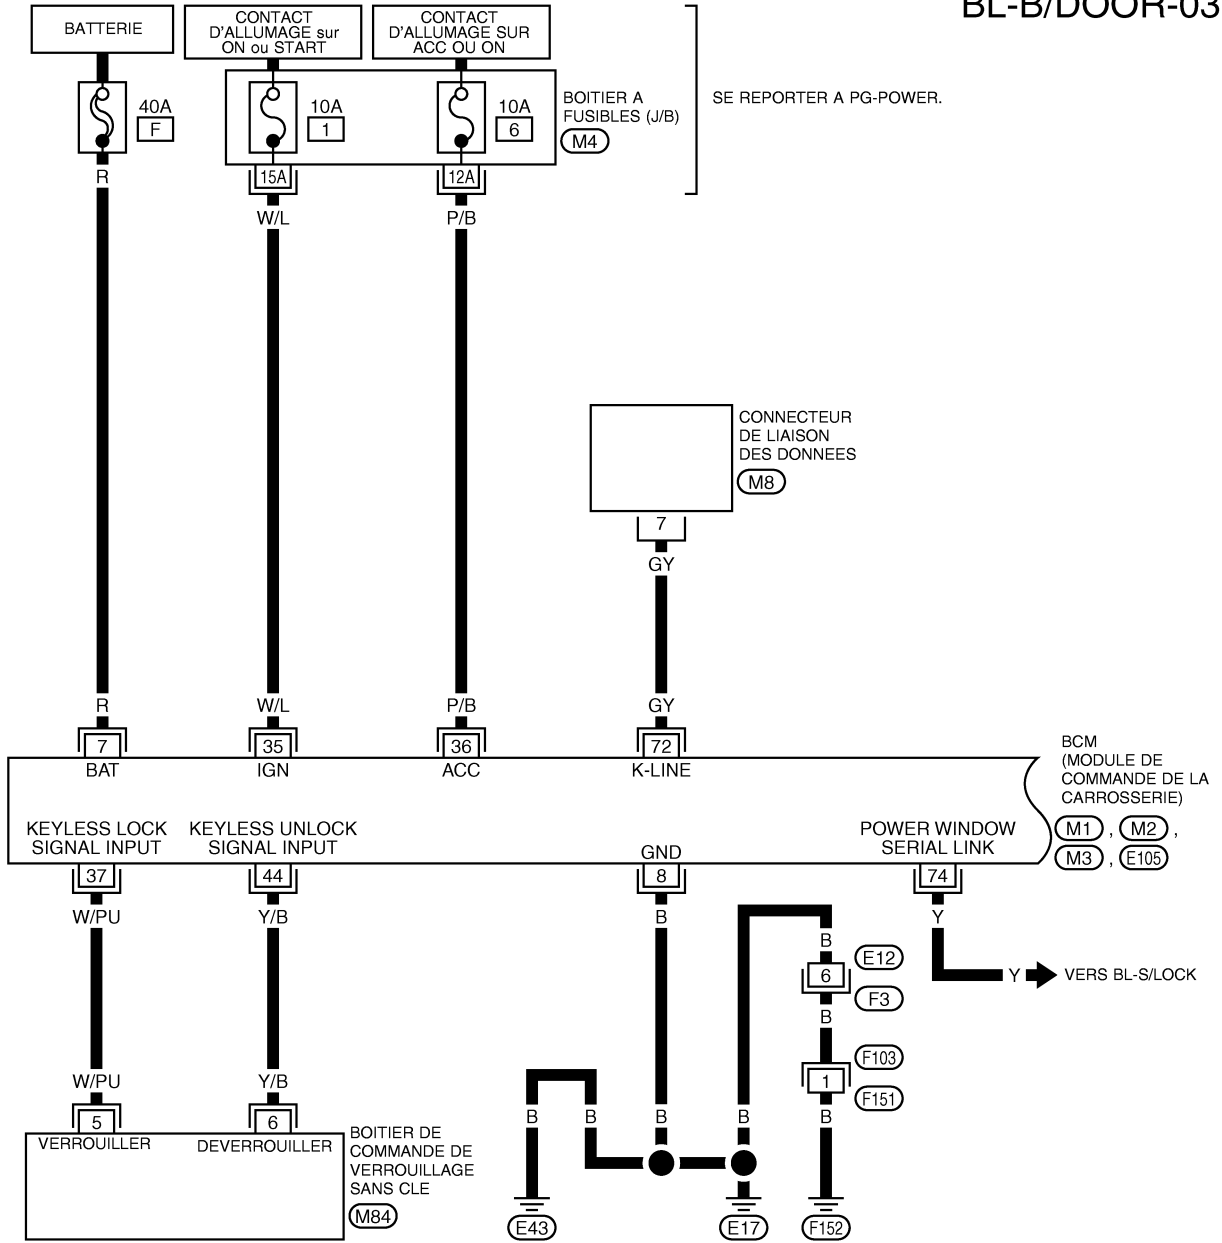 BL-B/DOOR-03
BATTERIE
CONTACT
D'ALLUMAGE sur
ON ou START
CONTACT
D'ALLUMAGE SUR
ACC OU ON
40A
F
10A
1
10A
6
BOITIER A
FUSIBLES (J/B)
M4
SE REPORTER A PG-POWER.
R
15A
12A
W/L
P/B
CONNECTEUR
DE LIAISON
DES DONNEES
M8
7
GY
R
W/L
P/B
GY
7
35
36
72
BAT
IGN
ACC
K-LINE
BCM
(MODULE DE
COMMANDE DE LA
CARROSSERIE)
M1 , M2 ,
M3 , E105
KEYLESS LOCK
SIGNAL INPUT
KEYLESS UNLOCK
SIGNAL INPUT
GND
POWER WINDOW
SERIAL LINK
37
44
8
74
W/PU
Y/B
B
Y
B
E12
6
F3
Y
VERS BL-S/LOCK
B
F103
1
F151
W/PU
Y/B
B
B
B
B
B
5
6
VERROUILLER
DEVERROUILLER
BOITIER DE
COMMANDE DE
VERROUILLAGE
SANS CLE
M84
E43
E17
F152